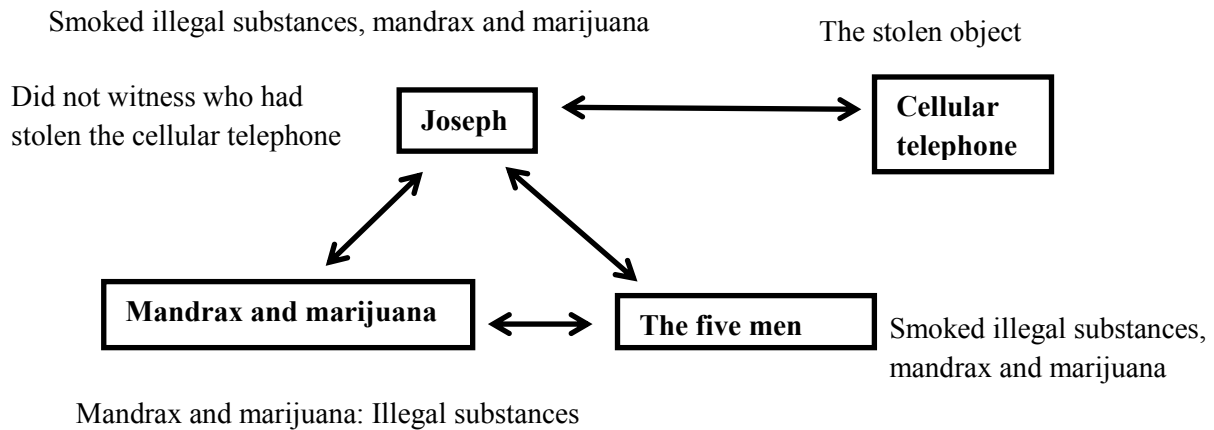 Smoked illegal substances, mandrax and marijuana
The stolen object
Did not witness who had
stolen the cellular telephone
Joseph
Cellular
telephone
Mandrax and marijuana
The five men
Smoked illegal substances,
mandrax and marijuana
Mandrax and marijuana: Illegal substances